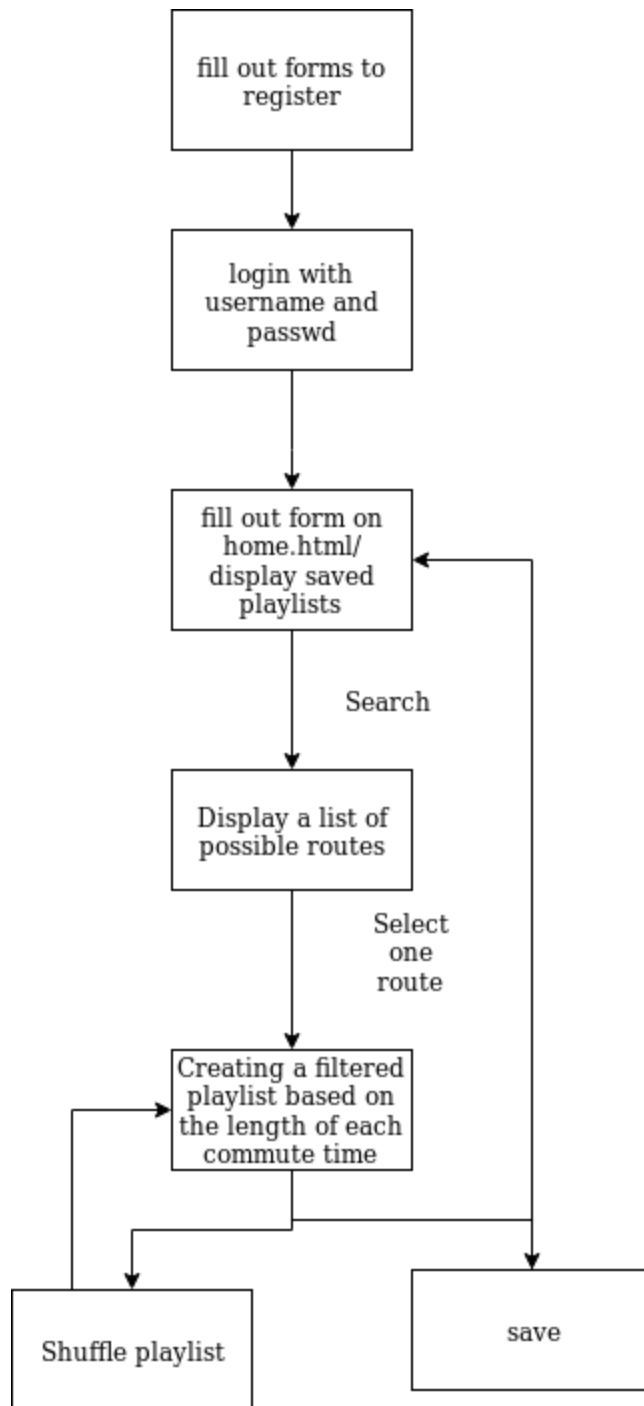 fill out forms to
register
login with
username and
passwd
fill out form on
home.html/
display saved
playlists
Search
Display a list of
possible routes
Select
one
route
Creating a filtered
playlist based on
the length of each
commute time
Shuffle playlist
save